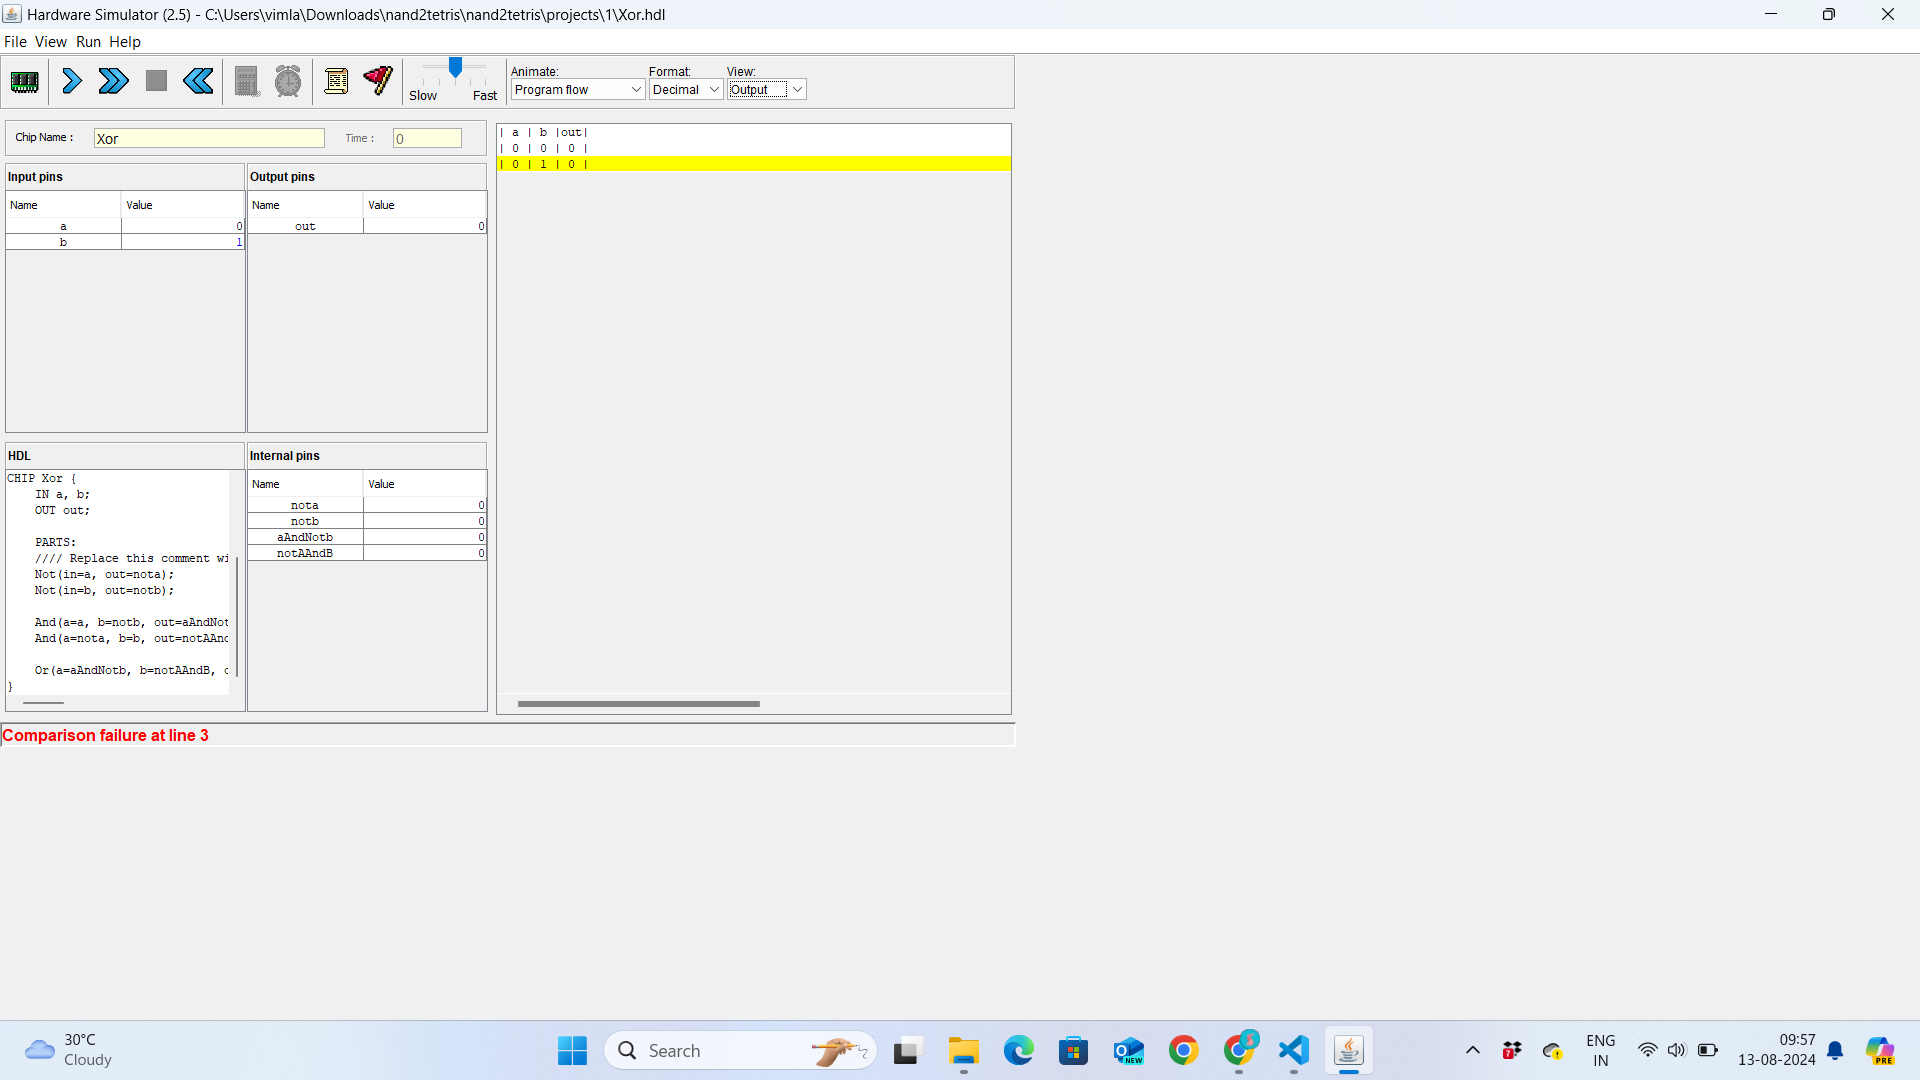 Hardware Simulator (2.5) - C:\Users\vimla\Downloads\nand2tetris\nand2tetris\projects\1\Xor.hdl
File View Run Help
Animate:
Format:
View:
Slow
Fast
Program flow
Decimal
Output
Chip Name :
Xor
Time :
0
Input pins
Name Value
a 0
b 1
Output pins
Name Value
out 0
| a | b |out|
| 0 | 0 | 0 |
| 0 | 1 | 0 |
HDL
CHIP Xor {
IN a, b;
OUT out;
PARTS:
//// Replace this comment wi
Not(in=a, out=nota);
Not(in=b, out=notb);
And(a=a, b=notb, out=aAndNot
And(a=nota, b=b, out=notAAnd
Or(a=aAndNotb, b=notAAndB, o
}
Internal pins
Name Value
nota 0
notb 0
aAndNotb 0
notAAndB 0
Comparison failure at line 3
30°C
Cloudy
Search
NEW
7
ENG
IN
09:57
13-08-2024
PRE